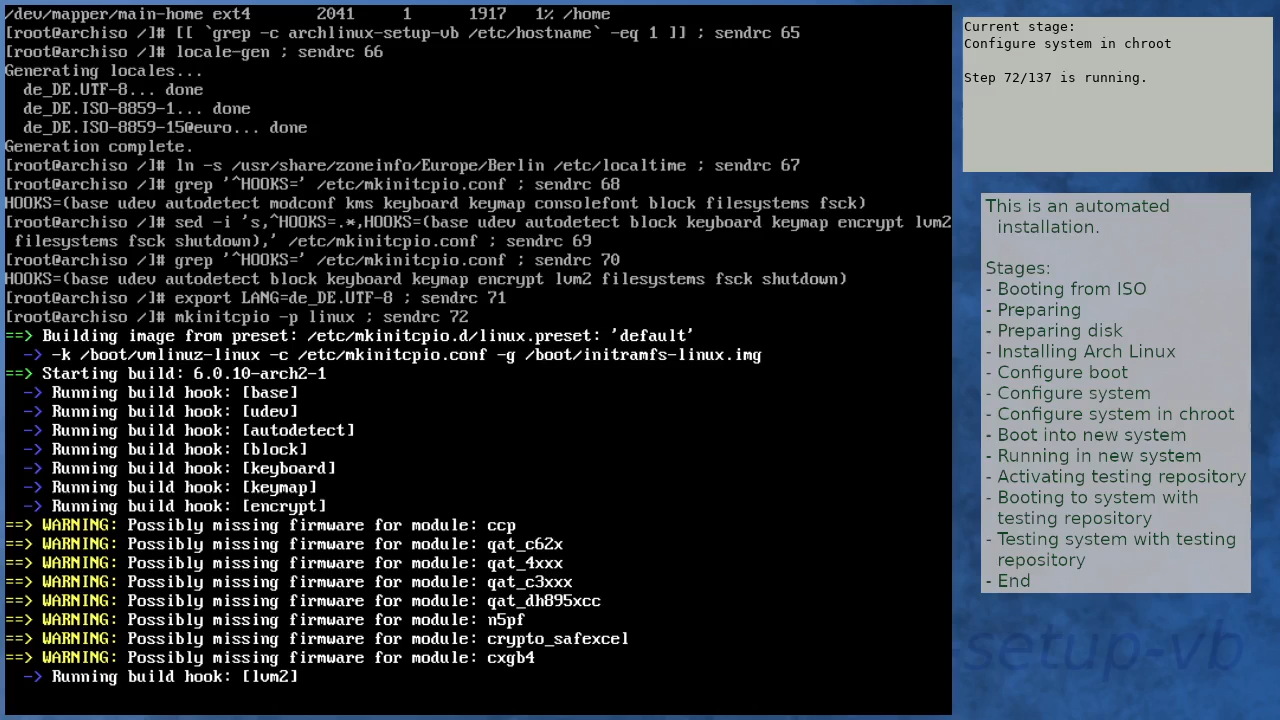 /dev/mapper/main-home ext4       2041     1      1917   1% /home
[root@archiso /]# [[ `grep -c archlinux-setup-vb /etc/hostname` -eq 1 ]] ; sendrc 65
[root@archiso /]# locale-gen ; sendrc 66
Generating locales...
  de_DE.UTF-8... done
  de_DE.ISO-8859-1... done
  de_DE.ISO-8859-15@euro... done
Generation complete.
[root@archiso /]# ln -s /usr/share/zoneinfo/Europe/Berlin /etc/localtime ; sendrc 67
[root@archiso /]# grep '^HOOKS=' /etc/mkinitcpio.conf ; sendrc 68
HOOKS=(base udev autodetect modconf kms keyboard keymap consolefont block filesystems fsck)
[root@archiso /]# sed -i 's,^HOOKS=.*,HOOKS=(base udev autodetect block keyboard keymap encrypt lvm2
 filesystems fsck shutdown),' /etc/mkinitcpio.conf ; sendrc 69
[root@archiso /]# grep '^HOOKS=' /etc/mkinitcpio.conf ; sendrc 70
HOOKS=(base udev autodetect block keyboard keymap encrypt lvm2 filesystems fsck shutdown)
[root@archiso /]# export LANG=de_DE.UTF-8 ; sendrc 71
[root@archiso /]# mkinitcpio -p linux ; sendrc 72
==> Building image from preset: /etc/mkinitcpio.d/linux.preset: 'default'
  -> -k /boot/vmlinuz-linux -c /etc/mkinitcpio.conf -g /boot/initramfs-linux.img
==> Starting build: 6.0.10-arch2-1
  -> Running build hook: [base]
  -> Running build hook: [udev]
  -> Running build hook: [autodetect]
  -> Running build hook: [block]
  -> Running build hook: [keyboard]
  -> Running build hook: [keymap]
  -> Running build hook: [encrypt]
==> WARNING: Possibly missing firmware for module: ccp
==> WARNING: Possibly missing firmware for module: qat_c62x
==> WARNING: Possibly missing firmware for module: qat_4xxx
==> WARNING: Possibly missing firmware for module: qat_c3xxx
==> WARNING: Possibly missing firmware for module: qat_dh895xcc
==> WARNING: Possibly missing firmware for module: n5pf
==> WARNING: Possibly missing firmware for module: crypto_safexcel
==> WARNING: Possibly missing firmware for module: cxgb4
  -> Running build hook: [lvm2]
Current stage:
Configure system in chroot
Step 72/137 is running.
This is an automated
installation.
Stages:
- Booting from ISO
- Preparing
- Preparing disk
- Installing Arch Linux
- Configure boot
- Configure system
- Configure system in chroot
- Boot into new system
- Running in new system
- Activating testing repository
- Booting to system with
testing repository
- Testing system with testing
repository
- End
-setup-vb